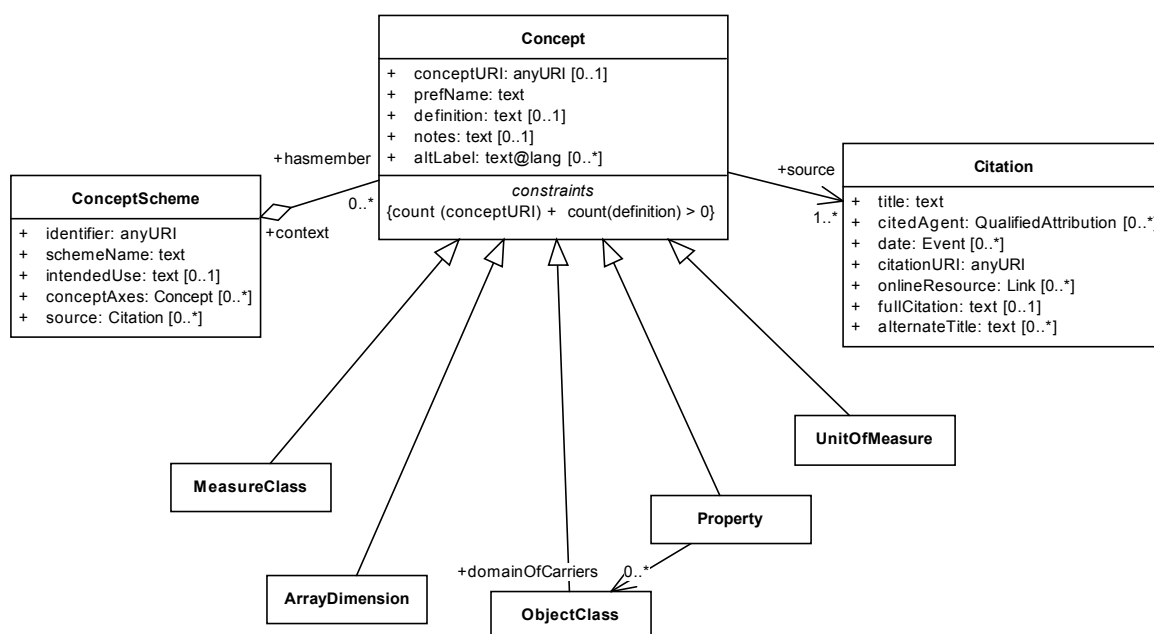 Concept
+ conceptURI: anyURI [0..1]
+ prefName: text
+ definition: text [0..1]
+ notes: text [0..1]
+ altLabel: text@lang [0..*]
constraints
{count (conceptURI) + count(definition) > 0}
+hasmember
0..*
+context
ConceptScheme
+ identifier: anyURI
+ schemeName: text
+ intendedUse: text [0..1]
+ conceptAxes: Concept [0..*]
+ source: Citation [0..*]
+source
1..*
Citation
+ title: text
+ citedAgent: QualifiedAttribution [0..*]
+ date: Event [0..*]
+ citationURI: anyURI
+ onlineResource: Link [0..*]
+ fullCitation: text [0..1]
+ alternateTitle: text [0..*]
UnitOfMeasure
MeasureClass
Property
+domainOfCarriers
0..*
ArrayDimension
ObjectClass